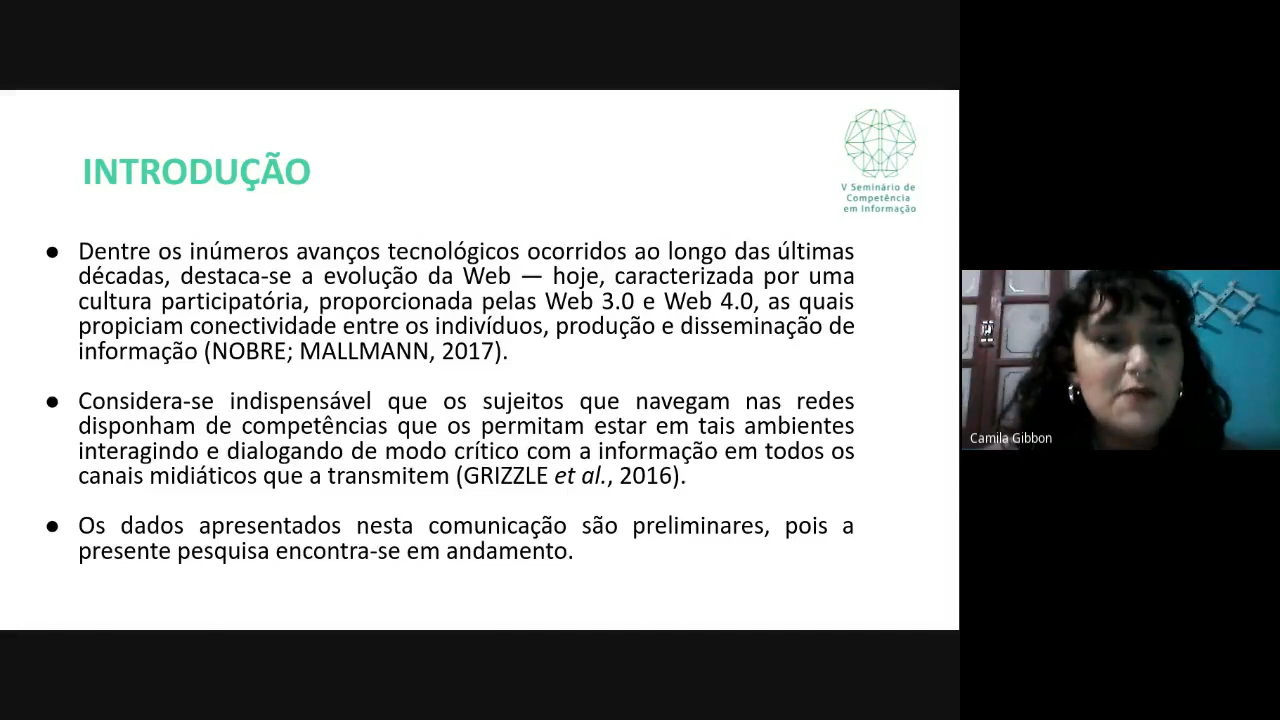 INTRODUÇÃO
V Seminário de
Competência
em Informação
● Dentre os inúmeros avanços tecnológicos ocorridos ao longo das últimas
décadas, destaca-se a evolução da Web — hoje, caracterizada por uma
cultura participatória, proporcionada pelas Web 3.0 e Web 4.0, as quais
propiciam conectividade entre os indivíduos, produção e disseminação de
informação (NOBRE; MALLMANN, 2017).
● Considera-se indispensável que os sujeitos que navegam nas redes
disponham de competências que os permitam estar em tais ambientes
interagindo e dialogando de modo crítico com a informação em todos os
canais midiáticos que a transmitem (GRIZZLE et al., 2016).
● Os dados apresentados nesta comunicação são preliminares, pois a
presente pesquisa encontra-se em andamento.
Camila Gibbon